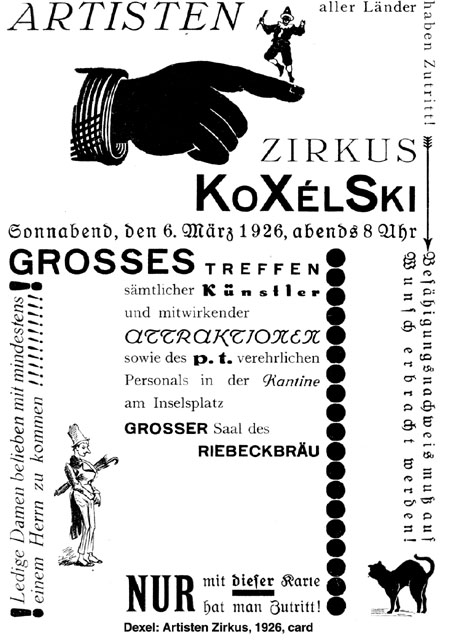 ARTISTEN
aller Länder
haben Zutritt!
ZIRKUS
KoXélSki
Sonnabend, den 6. März 1926, abends 8 Uhr
GROSSES TREFFEN
sämtlicher Künstler
und mitwirkender
ATTRAKTIONEN
sowie des p. t. verehrlichen
Personals in der Kantine
am Inselsplatz
GROSSER Saal des
RIEBECKBRÄU
Befähigungsnachweis muß auf
Wunsch erbracht werden!
! Ledige Damen belieben mit mindestens !
! einem Herrn zu kommen !!!!!!!!!!!!
NUR mit dieser Karte
hat man Zutritt!
Dexel: Artisten Zirkus, 1926, card